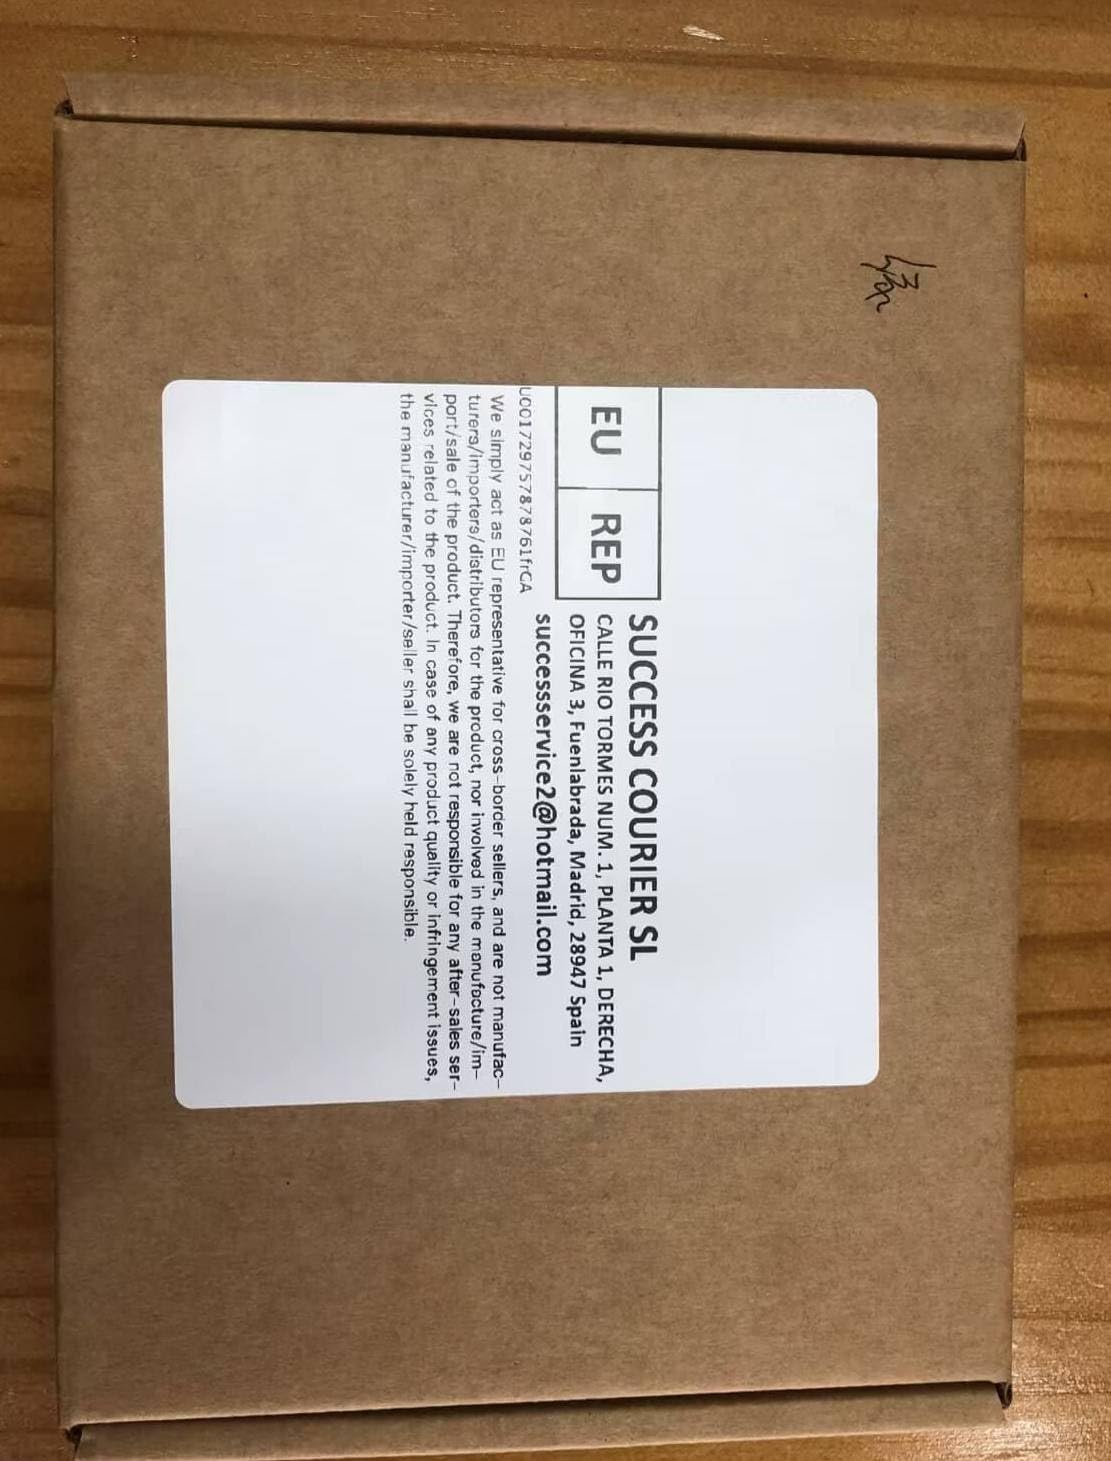 EU REP
SUCCESS COURIER SL
CALLE RIO TORMES NUM. 1, PLANTA 1, DERECHA,
OFICINA 3, Fuenlabrada, Madrid, 28947 Spain
successservice2@hotmail.com
U001729757878761frGA
We simply act as EU representative for cross-border sellers, and are not manufac-
turers/importers/distributors for the product, nor involved in the manufacture/im-
port/sale of the product. Therefore, we are not responsible for any after-sales ser-
vices related to the product. In case of any product quality or infringement issues,
the manufacturer/importer/seller shall be solely held responsible.